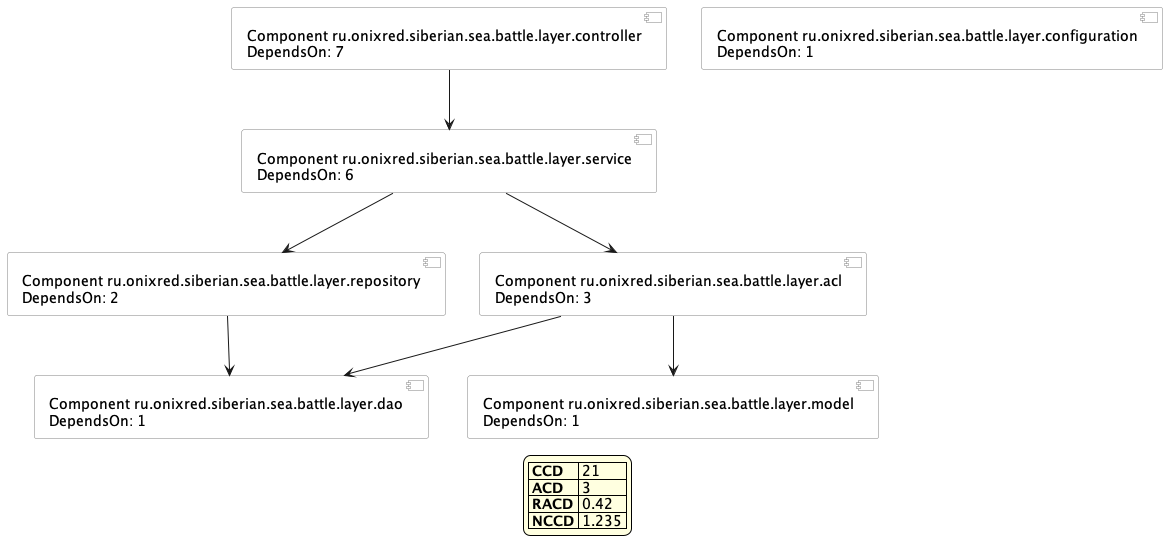 Component ru.onixred.siberian.sea.battle.layer.controller
DependsOn: 7
Component ru.onixred.siberian.sea.battle.layer.configuration
DependsOn: 1
Component ru.onixred.siberian.sea.battle.layer.service
DependsOn: 6
Component ru.onixred.siberian.sea.battle.layer.repository
DependsOn: 2
Component ru.onixred.siberian.sea.battle.layer.acl
DependsOn: 3
Component ru.onixred.siberian.sea.battle.layer.dao
DependsOn: 1
Component ru.onixred.siberian.sea.battle.layer.model
DependsOn: 1
CCD 21
ACD 3
RACD 0.42
NCCD 1.235